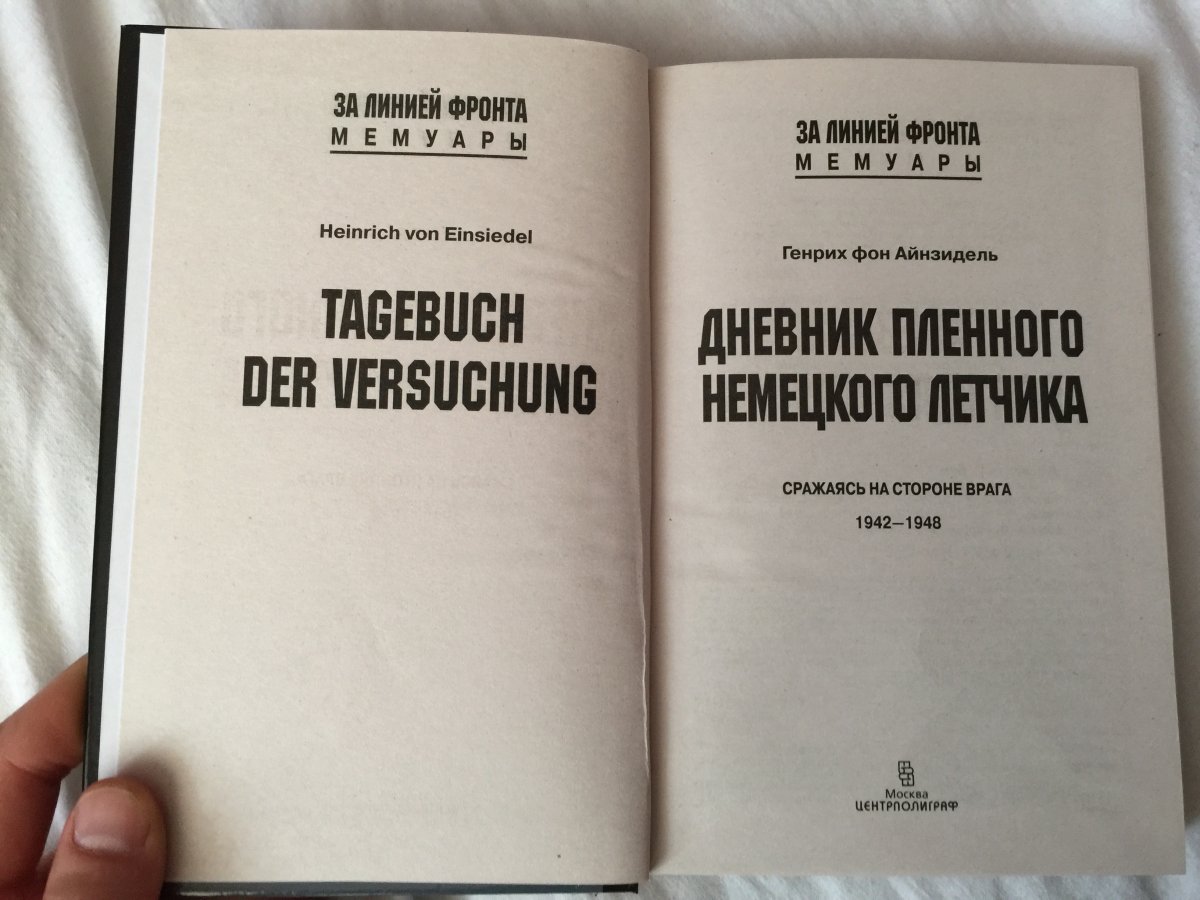 ЗА ЛИНИЕЙ ФРОНТА
МЕМУАРЫ
Heinrich von Einsiedel
TAGEBUCH
DER VERSUCHUNG
ЗА ЛИНИЕЙ ФРОНТА
МЕМУАРЫ
Генрих фон Айнзидель
ДНЕВНИК ПЛЕННОГО
НЕМЕЦКОГО ЛЕТЧИКА
СРАЖАЯСЬ НА СТОРОНЕ ВРАГА
1942—1948
Москва
ЦЕНТРПОЛИГРАФ